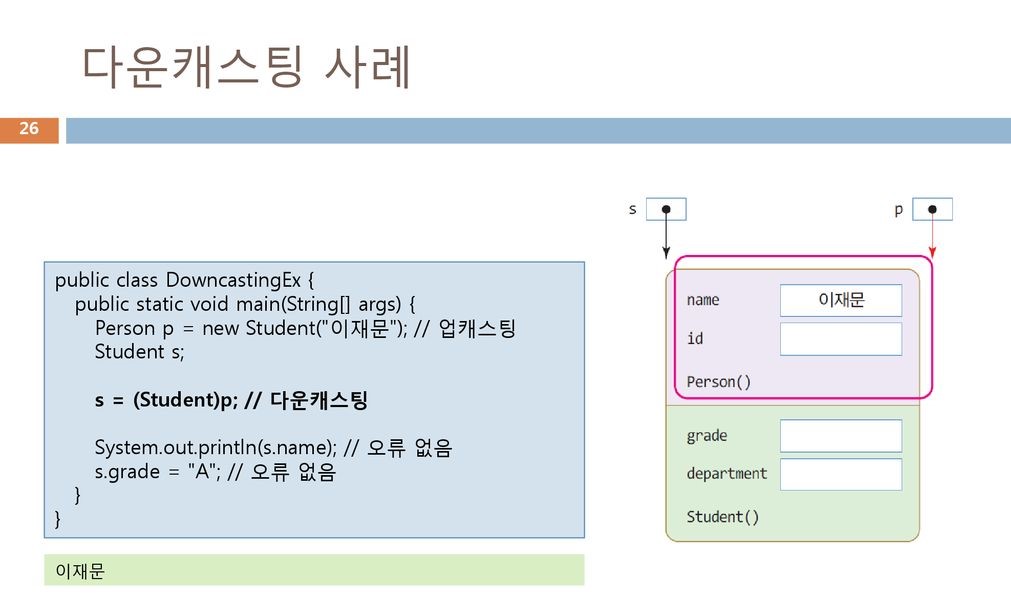 다운캐스팅 사례
26
public class DowncastingEx {
public static void main(String[] args) {
Person p = new Student("이재문"); // 업캐스팅
Student s;
s = (Student)p; // 다운캐스팅
System.out.println(s.name); // 오류 없음
s.grade = "A"; // 오류 없음
}
}
이재문
s
p
name 이재문
id
Person()
grade
department
Student()